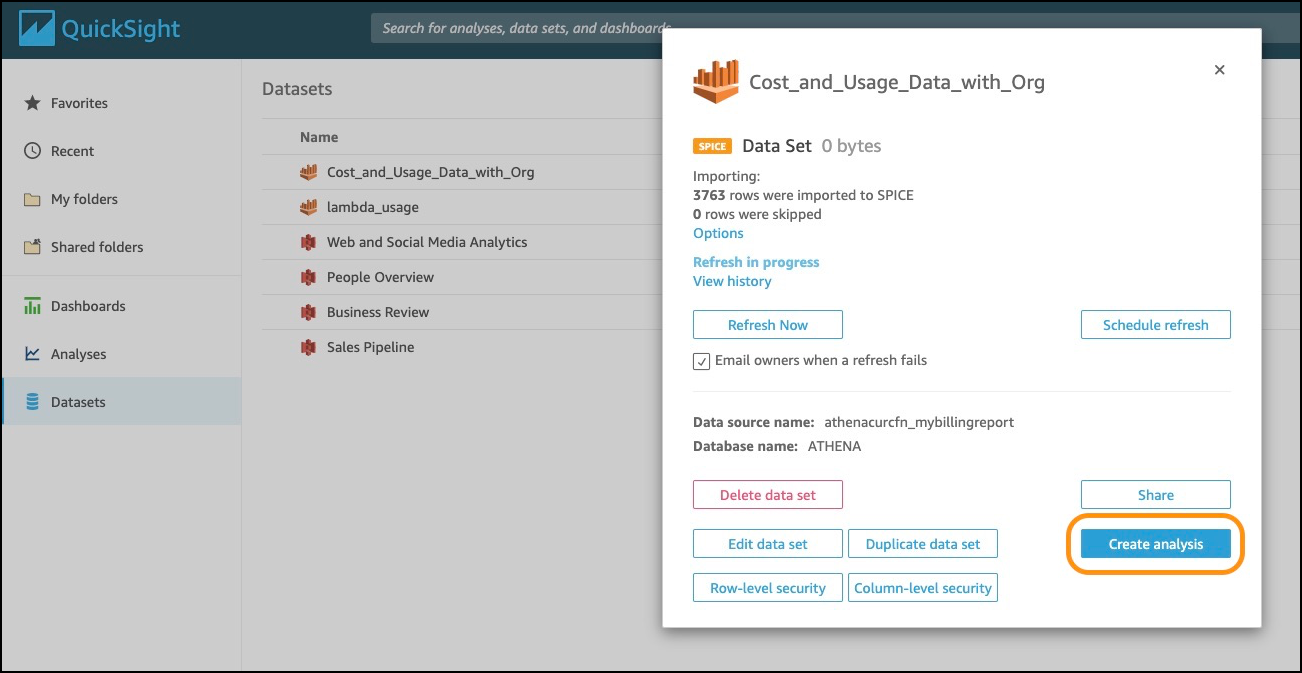 QuickSight
Search for analyses, data sets, and dashboards
Favorites
Recent
My folders
Shared folders
Dashboards
Analyses
Datasets
Datasets
Name
Cost_and_Usage_Data_with_Org
lambda_usage
Web and Social Media Analytics
People Overview
Business Review
Sales Pipeline
Cost_and_Usage_Data_with_Org
SPICE Data Set 0 bytes
Importing:
3763 rows were imported to SPICE
0 rows were skipped
Options
Refresh in progress
View history
Refresh Now Schedule refresh
Email owners when a refresh fails
Data source name: athenacurcfn_mybillingreport
Database name: ATHENA
Delete data set Share
Edit data set Duplicate data set Create analysis
Row-level security Column-level security